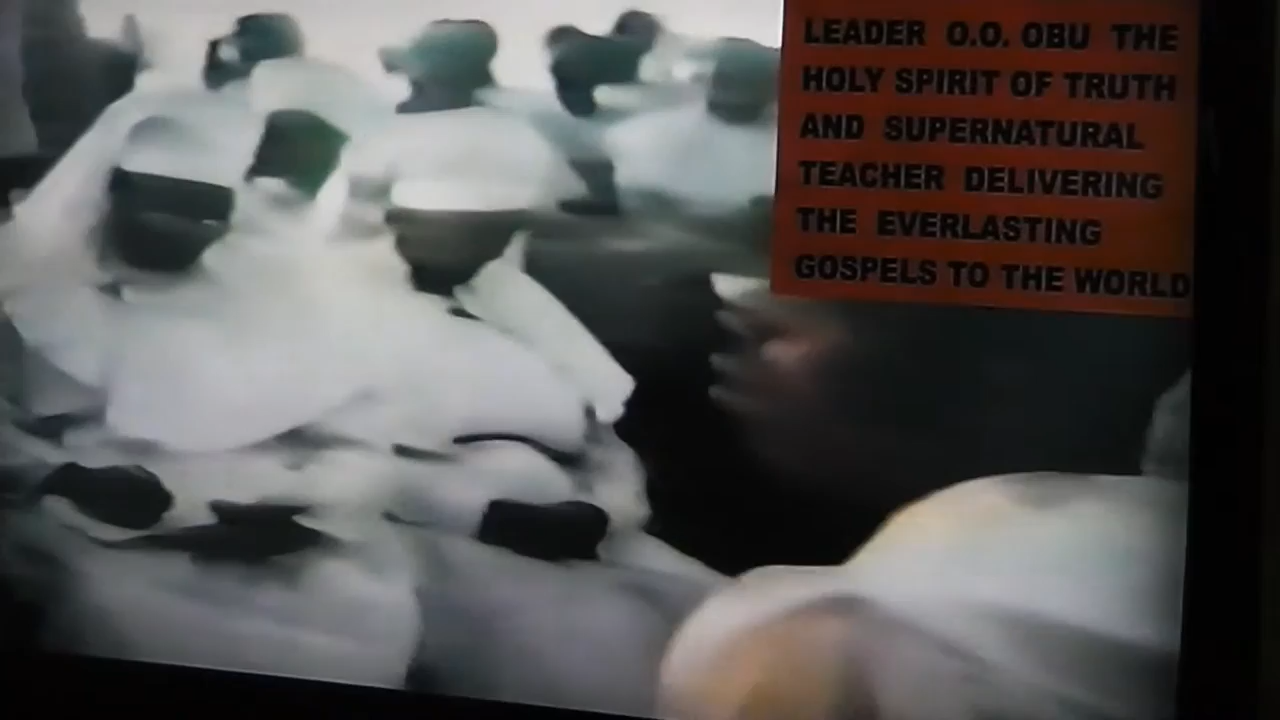 LEADER O.O. OBU THE
HOLY SPIRIT OF TRUTH
AND SUPERNATURAL
TEACHER DELIVERING
THE EVERLASTING
GOSPELS TO THE WORLD